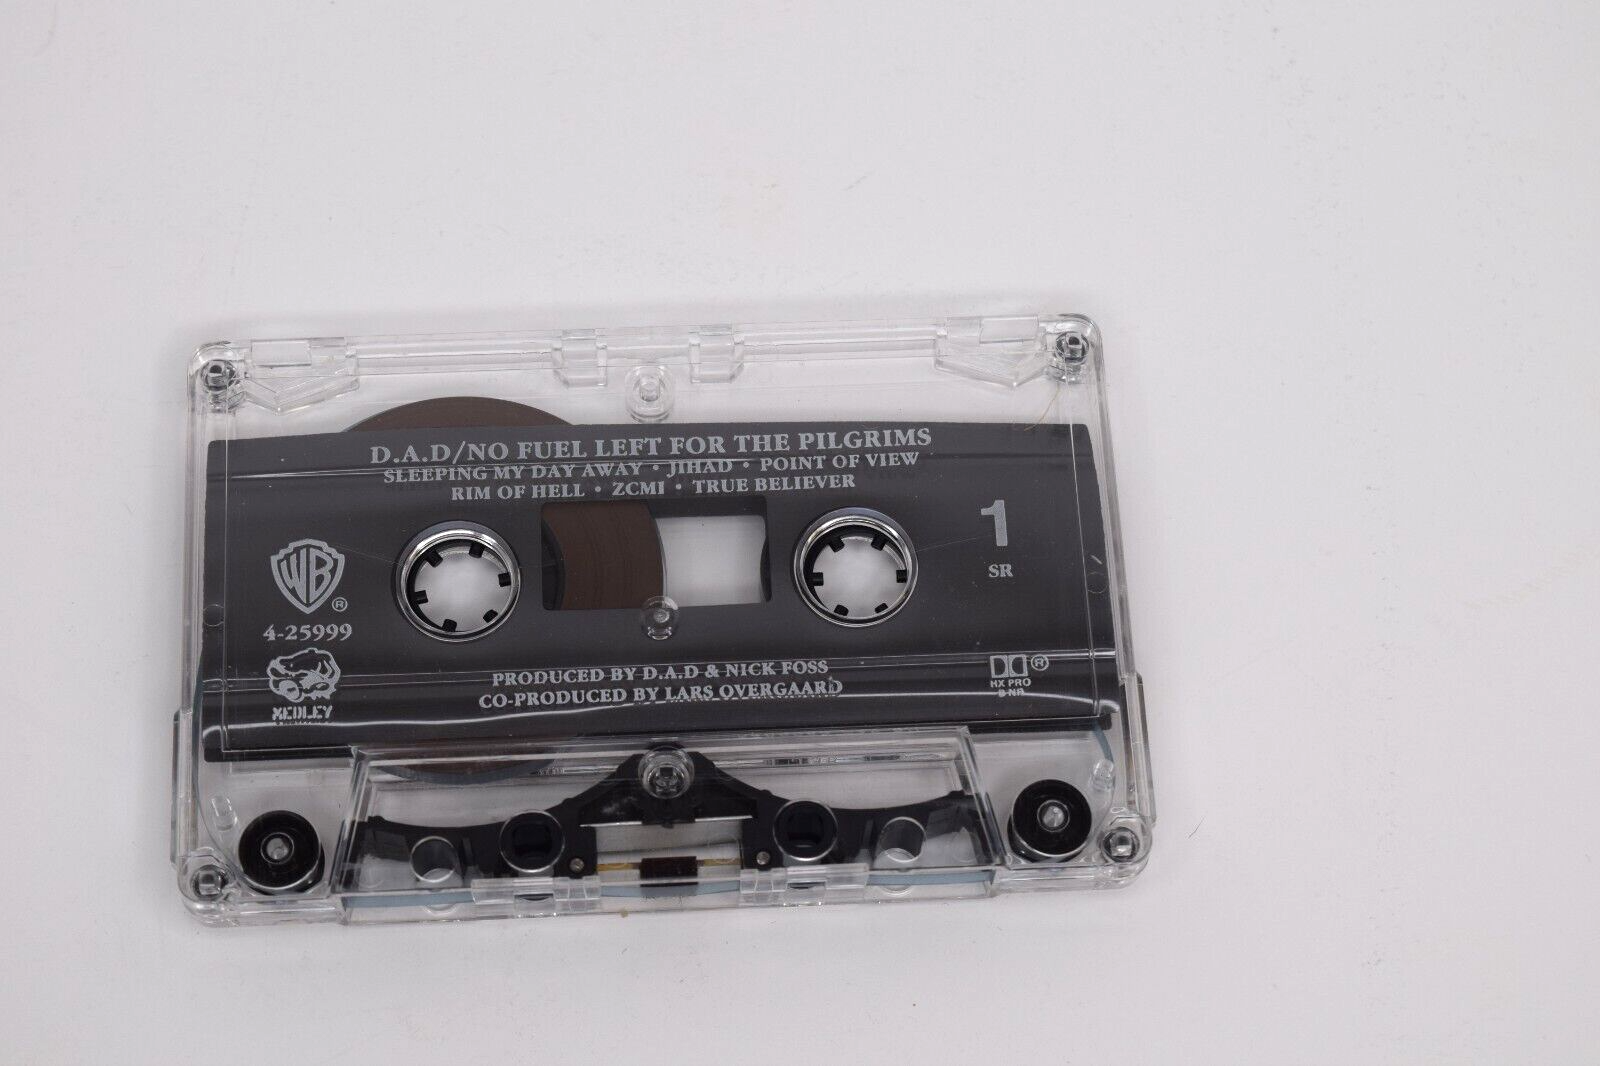 D.A.D/NO FUEL LEFT FOR THE PILGRIMS
SLEEPING MY DAY AWAY • JIHAD • POINT OF VIEW
RIM OF HELL • ZCMI • TRUE BELIEVER
1
SR
WB ®
4-25999
MEDLEY
PRODUCED BY D.A.D & NICK FOSS
CO-PRODUCED BY LARS OVERGAARD
®
HX PRO
B NR